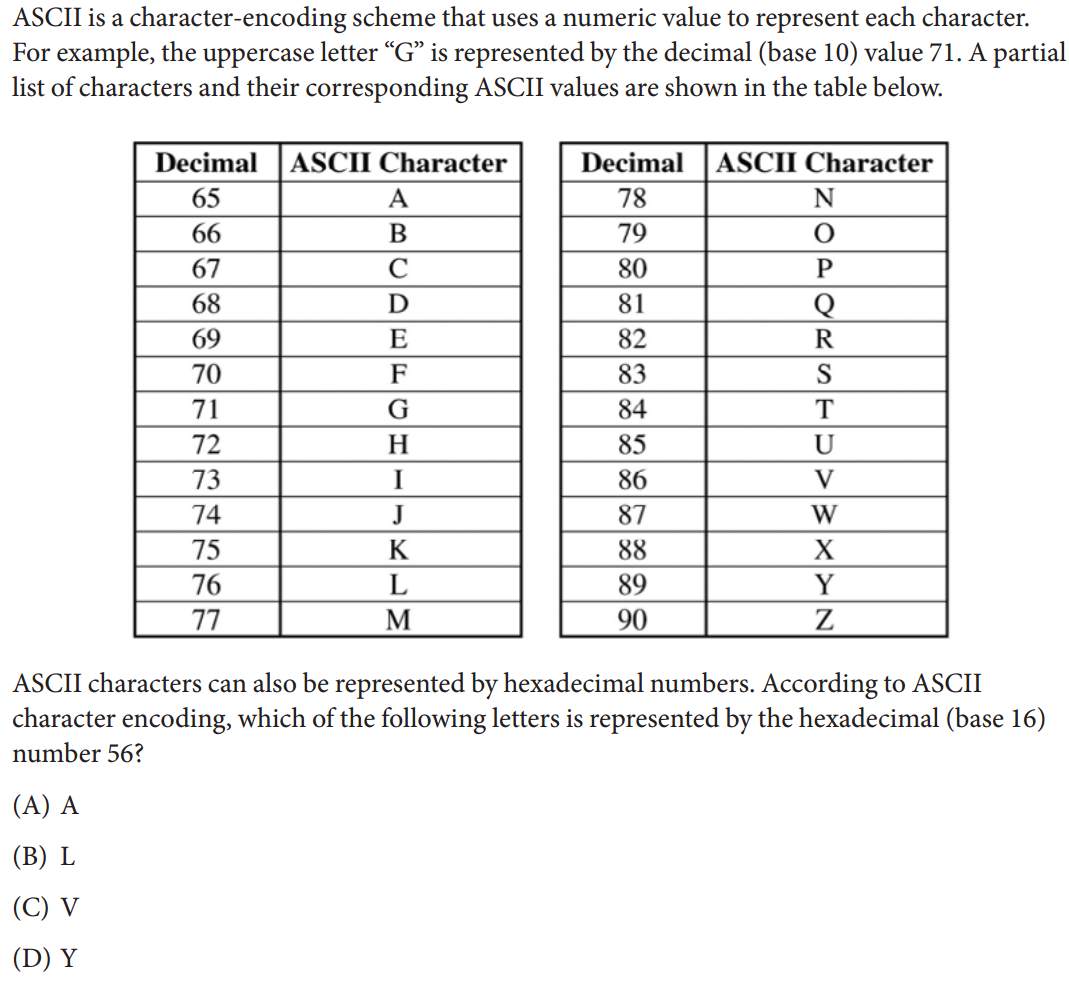 ASCII is a character-encoding scheme that uses a numeric value to represent each character.
For example, the uppercase letter “G” is represented by the decimal (base 10) value 71. A partial
list of characters and their corresponding ASCII values are shown in the table below.
Decimal ASCII Character Decimal ASCII Character
65 A 78 N
66 B 79 O
67 C 80 P
68 D 81 Q
69 E 82 R
70 F 83 S
71 G 84 T
72 H 85 U
73 I 86 V
74 J 87 W
75 K 88 X
76 L 89 Y
77 M 90 Z
ASCII characters can also be represented by hexadecimal numbers. According to ASCII
character encoding, which of the following letters is represented by the hexadecimal (base 16)
number 56?
(A) A
(B) L
(C) V
(D) Y